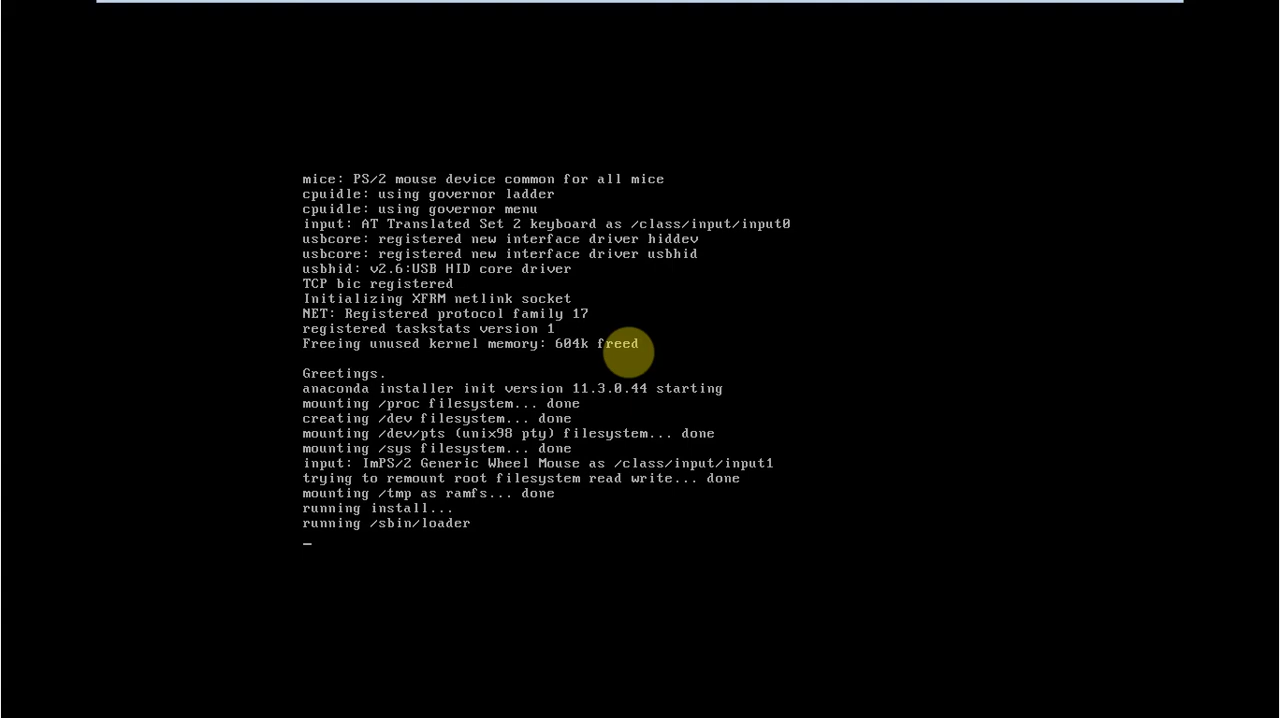 mice: PS/2 mouse device common for all mice
cpuidle: using governor ladder
cpuidle: using governor menu
input: AT Translated Set 2 keyboard as /class/input/input0
usbcore: registered new interface driver hiddev
usbcore: registered new interface driver usbhid
usbhid: v2.6:USB HID core driver
TCP bic registered
Initializing XFRM netlink socket
NET: Registered protocol family 17
registered taskstats version 1
Freeing unused kernel memory: 604k freed
Greetings.
anaconda installer init version 11.3.0.44 starting
mounting /proc filesystem... done
creating /dev filesystem... done
mounting /dev/pts (unix98 pty) filesystem... done
mounting /sys filesystem... done
input: ImPS/2 Generic Wheel Mouse as /class/input/input1
trying to remount root filesystem read write... done
mounting /tmp as ramfs... done
running install...
running /sbin/loader
_